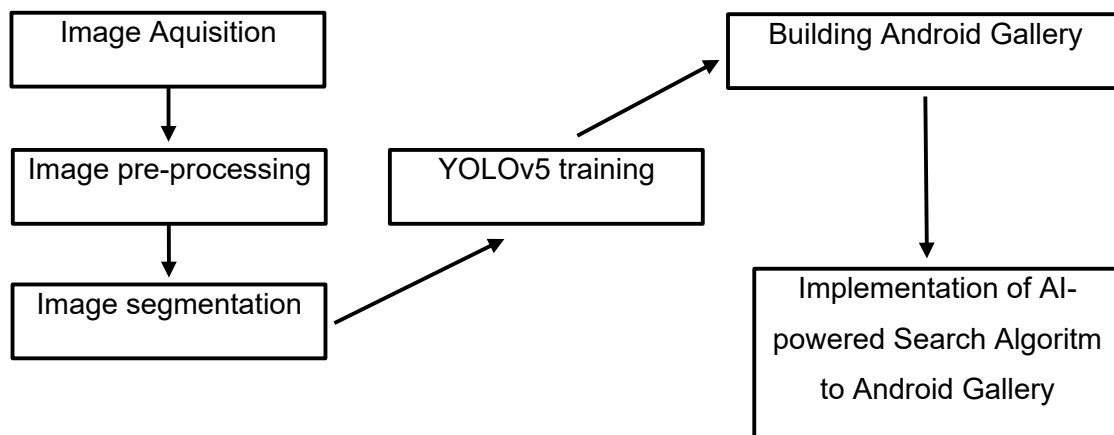 Image Aquisition
Image pre-processing
Image segmentation
YOLOv5 training
Building Android Gallery
Implementation of AI-
powered Search Algoritm
to Android Gallery